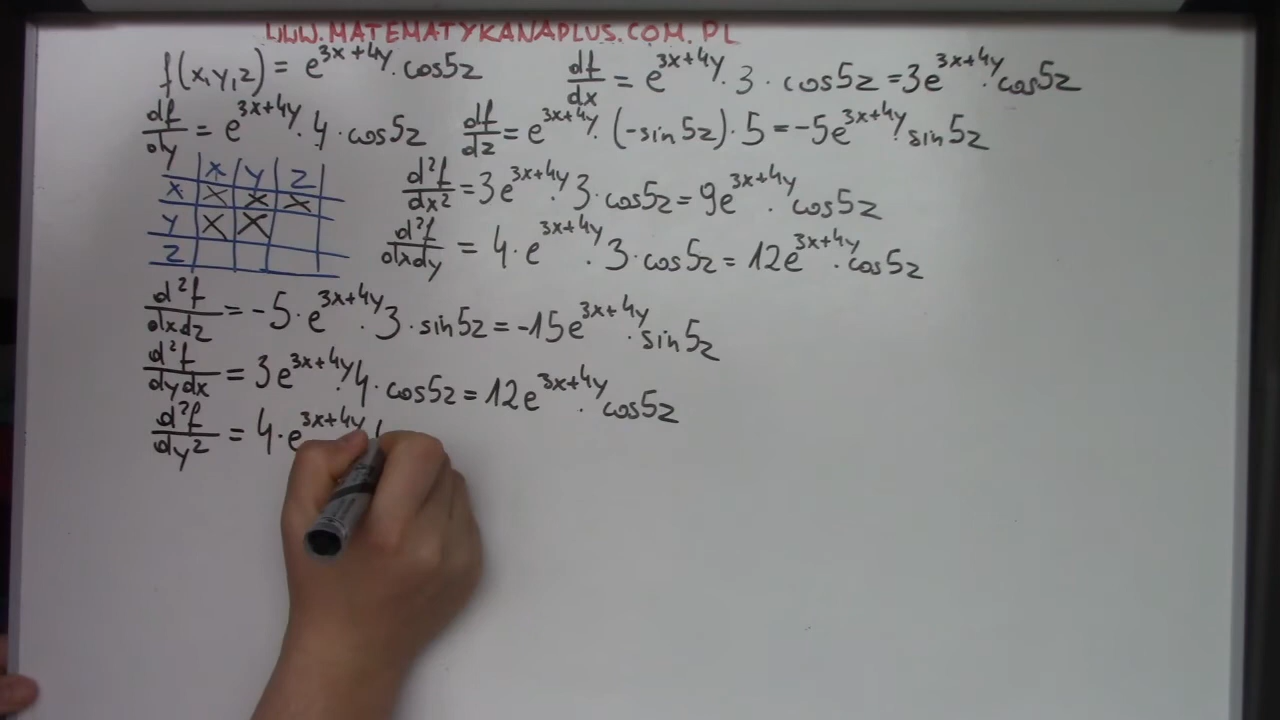 WWW.MATEMATYKANAPLUS.COM.PL
f(x,y,z) = e^{3x+4y} · cos5z
df/dx = e^{3x+4y} · 3 · cos5z = 3e^{3x+4y} · cos5z
df/dy = e^{3x+4y} · 4 · cos5z
df/dz = e^{3x+4y} · (-sin5z) · 5 = -5e^{3x+4y} · sin5z
X Y Z
X X X X
Y X X
Z
d²f/dx² = 3e^{3x+4y} · 3 · cos5z = 9e^{3x+4y} · cos5z
d²f/dxdy = 4 · e^{3x+4y} · 3 · cos5z = 12e^{3x+4y} · cos5z
d²f/dxdz = -5 · e^{3x+4y} · 3 · sin5z = -15e^{3x+4y} · sin5z
d²f/dydx = 3e^{3x+4y} · 4 · cos5z = 12e^{3x+4y} · cos5z
d²f/dy² = 4 · e^{3x+4y}